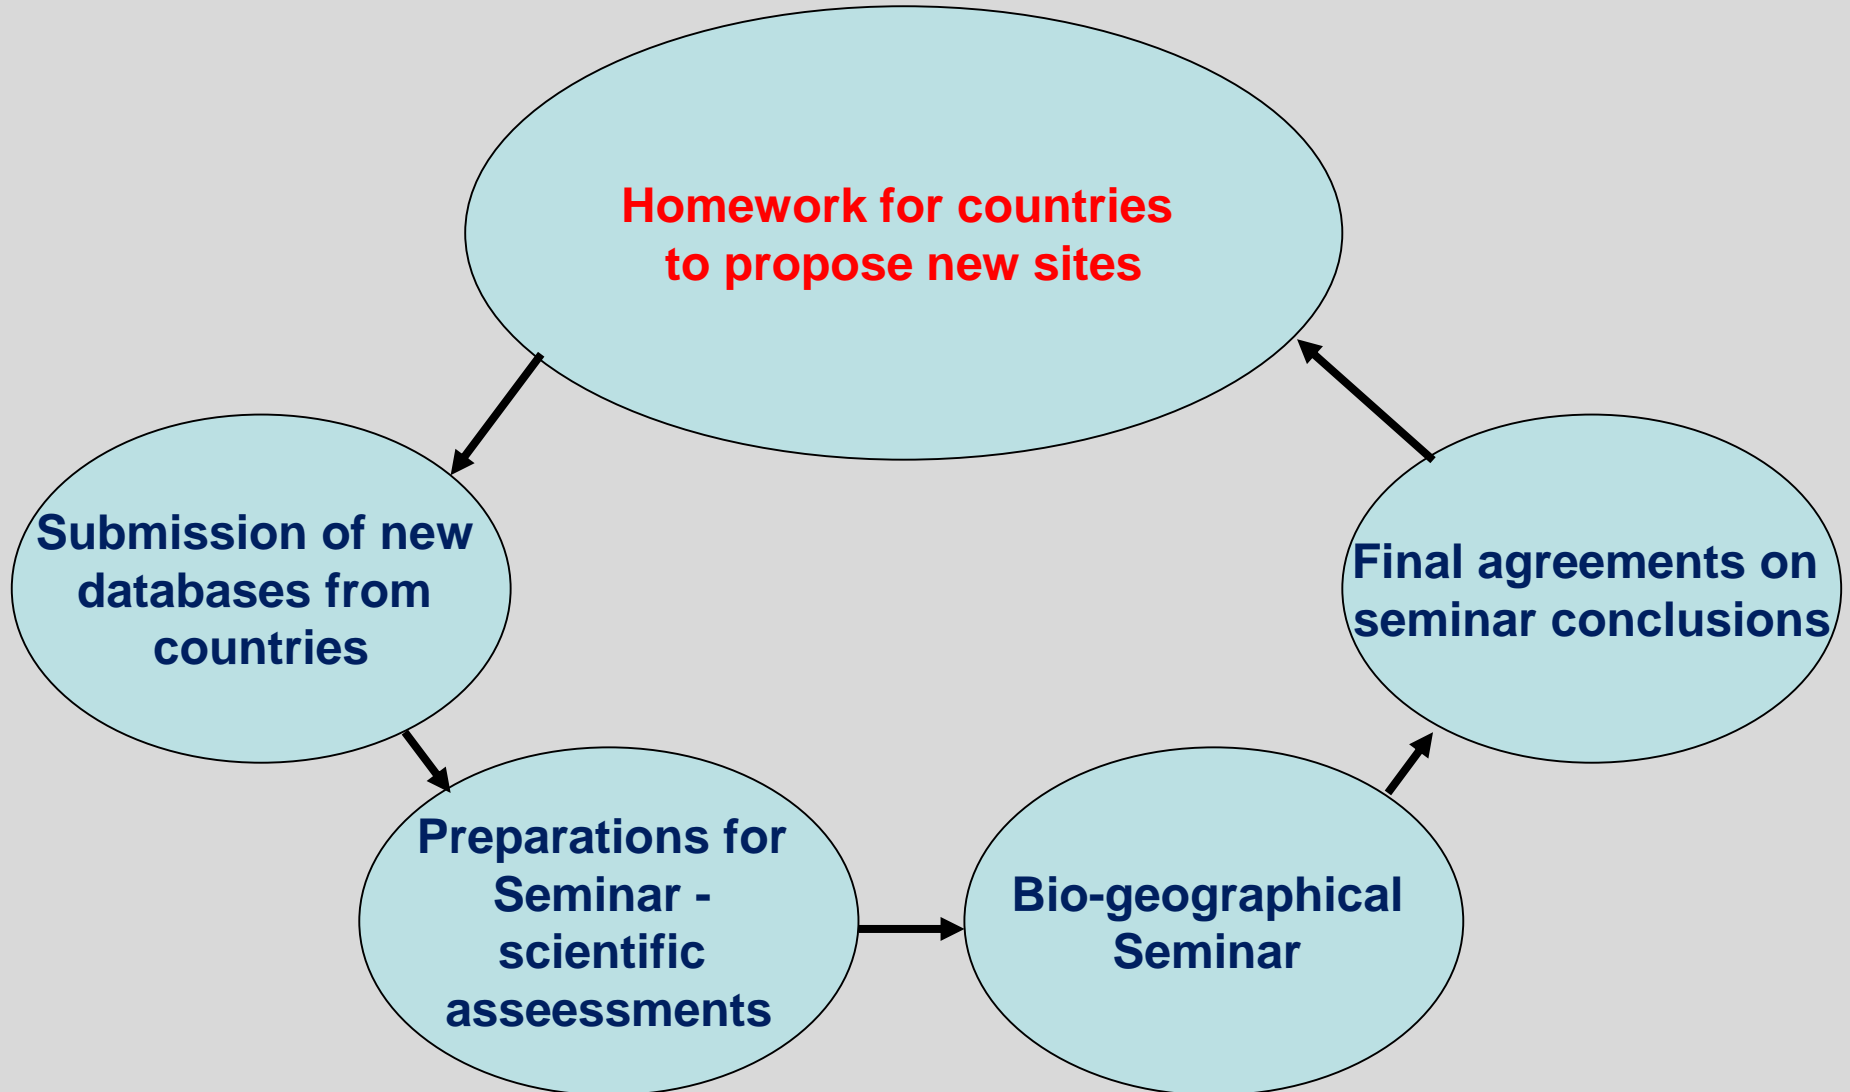 Homework for countries
to propose new sites
Submission of new
databases from
countries
Preparations for
Seminar -
scientific
asseessments
Bio-geographical
Seminar
Final agreements on
seminar conclusions